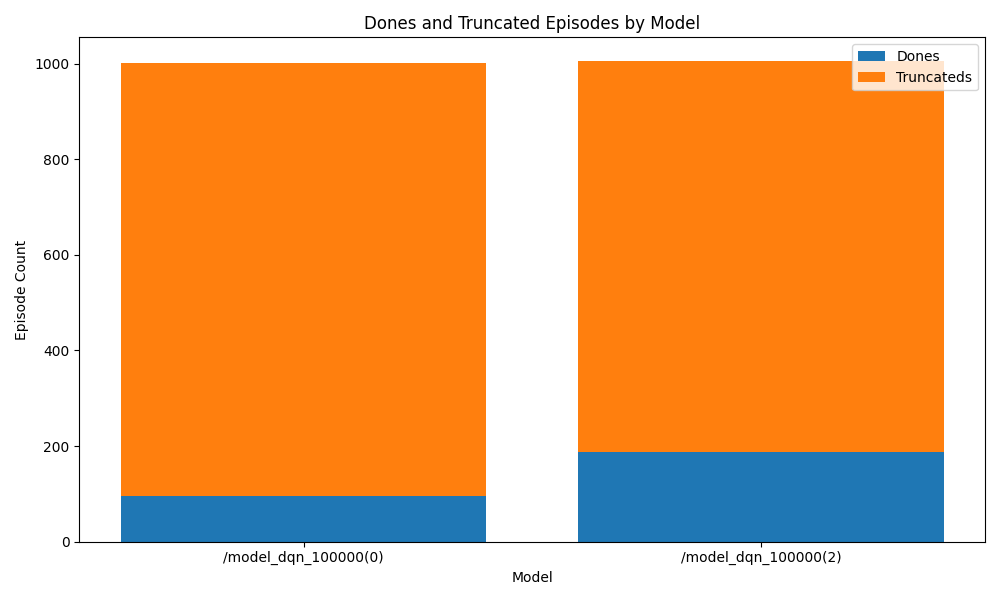 Dones and Truncated Episodes by Model
Dones
Truncateds
1000
800
600
400
200
0
Episode Count
/model_dqn_100000(0)
/model_dqn_100000(2)
Model